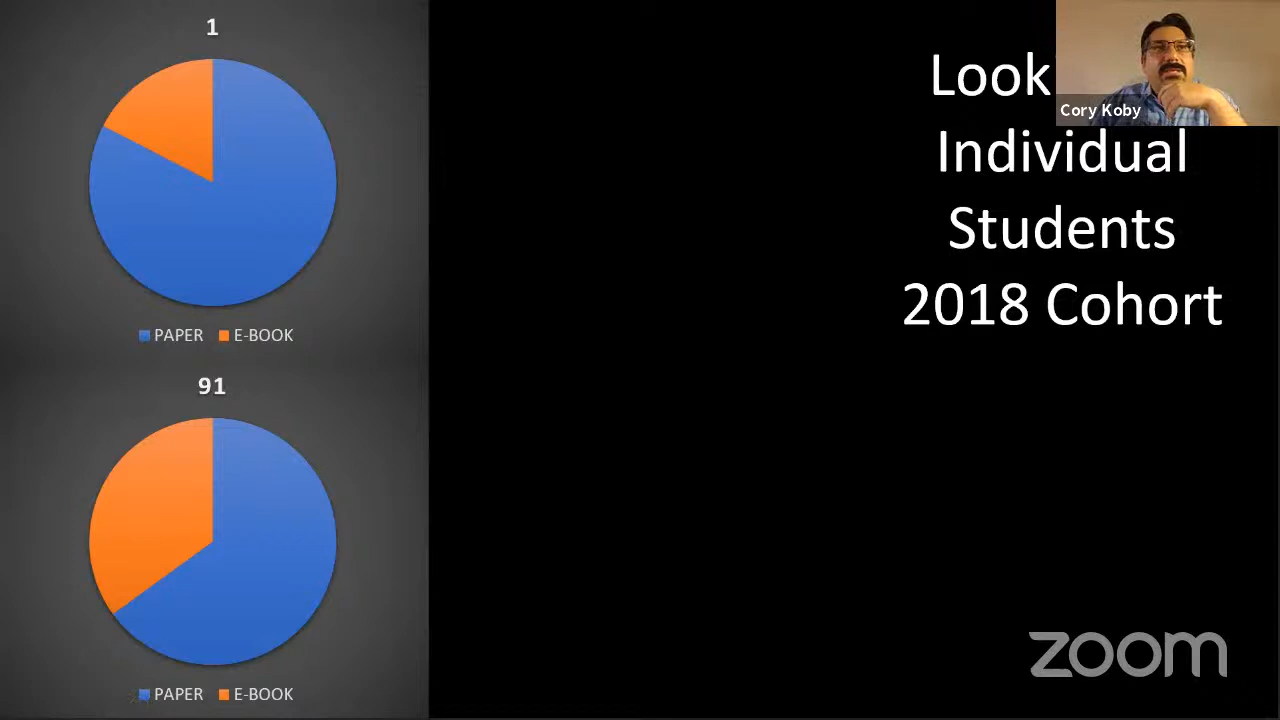 1
PAPER E-BOOK
91
PAPER E-BOOK
Look
Individual
Students
2018 Cohort
Cory Koby
zoom